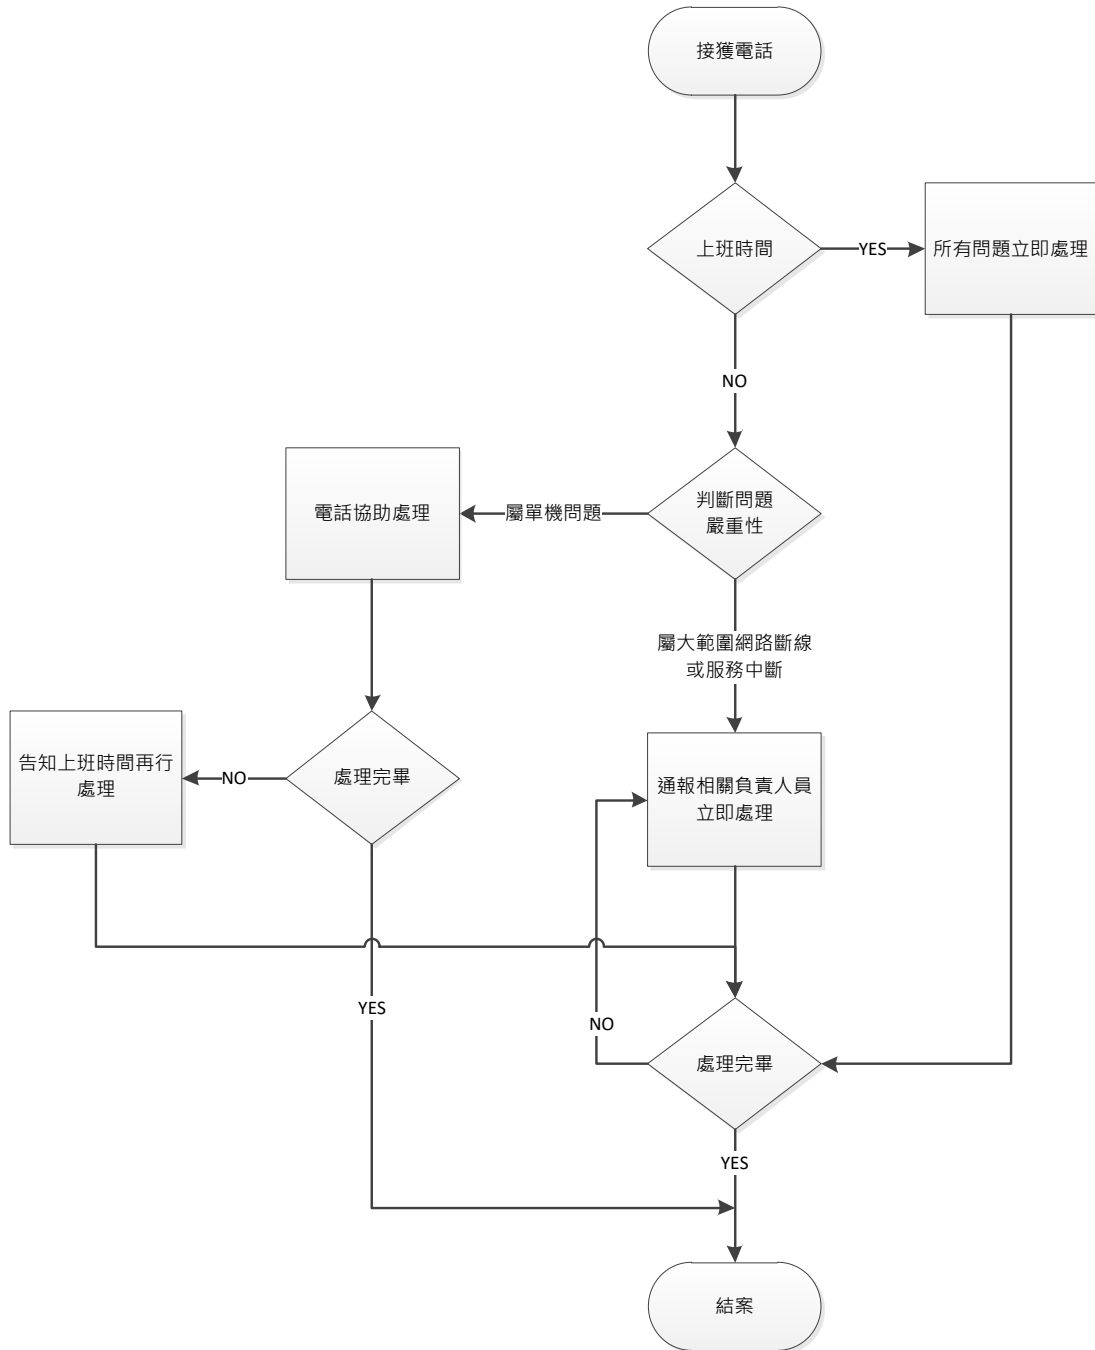 接獲電話
上班時間
YES
所有問題立即處理
NO
判斷問題
嚴重性
屬單機問題
電話協助處理
屬大範圍網路斷線
或服務中斷
告知上班時間再行
處理
NO
處理完畢
通報相關負責人員
立即處理
YES
NO
處理完畢
YES
結案